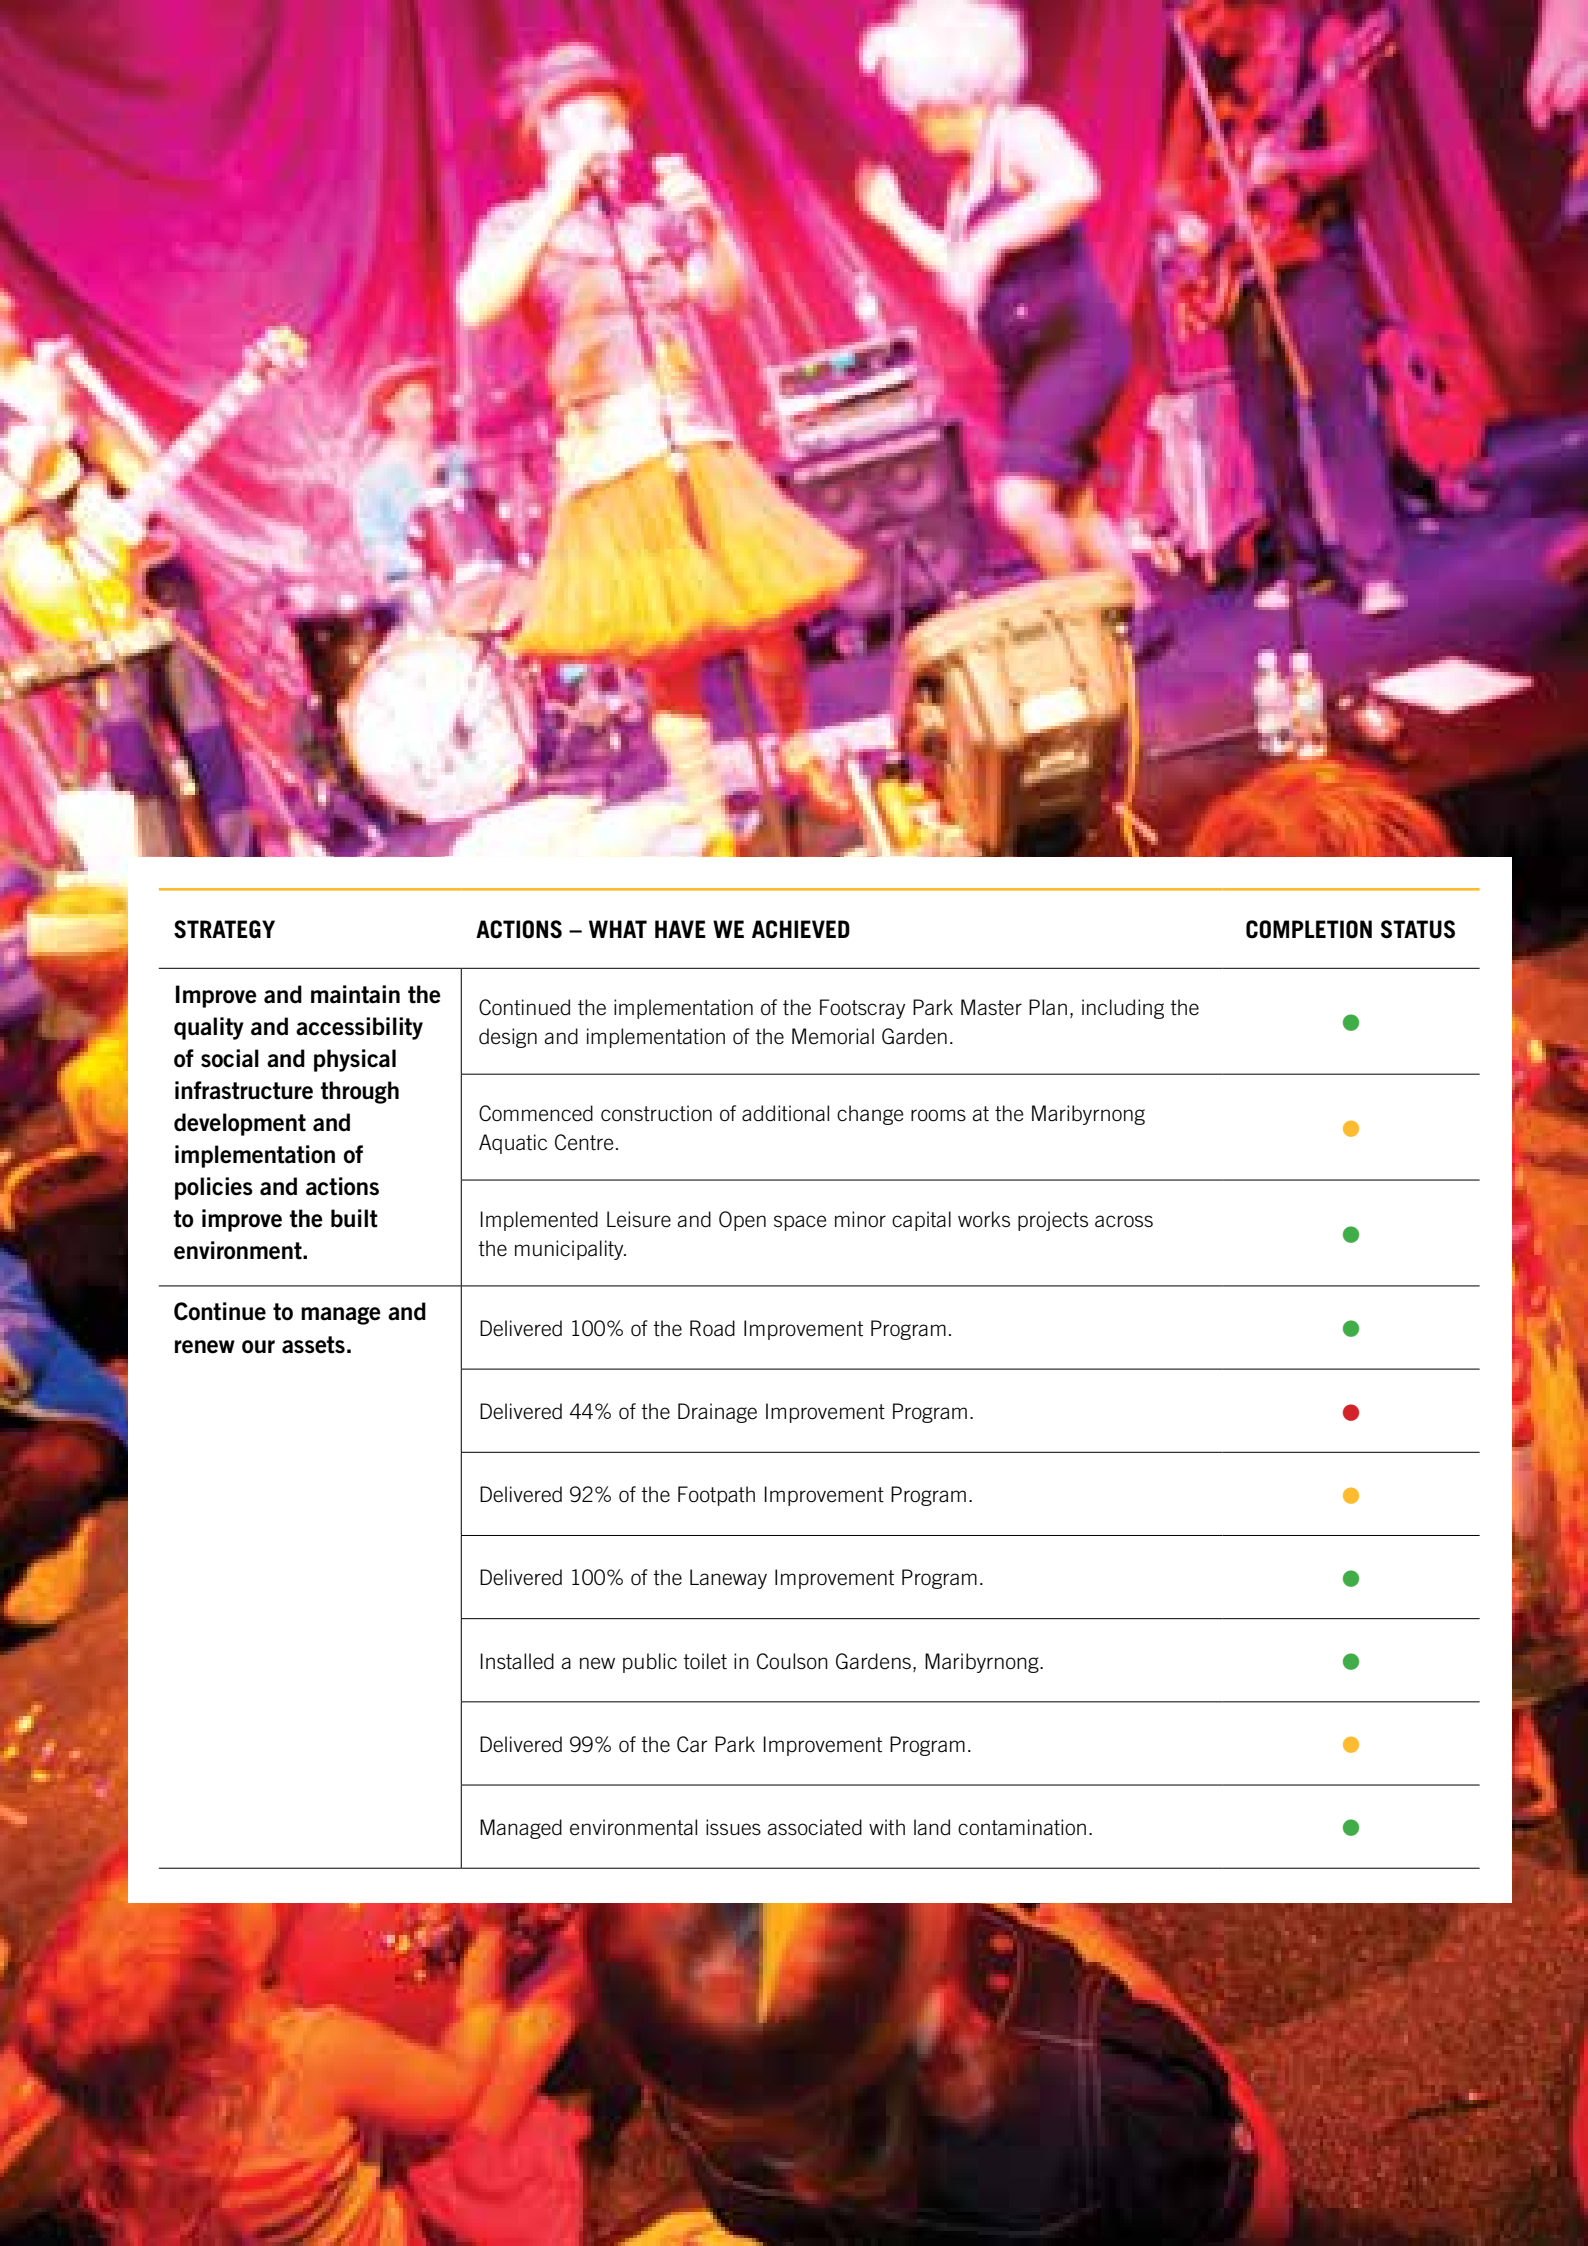 STRATEGY
ACTIONS – WHAT HAVE WE ACHIEVED
COMPLETION STATUS
Improve and maintain the
quality and accessibility
of social and physical
infrastructure through
development and
implementation of
policies and actions
to improve the built
environment.
Continued the implementation of the Footscray Park Master Plan, including the
design and implementation of the Memorial Garden.
Commenced construction of additional change rooms at the Maribyrnong
Aquatic Centre.
Implemented Leisure and Open space minor capital works projects across
the municipality.
Continue to manage and
renew our assets.
Delivered 100% of the Road Improvement Program.
Delivered 44% of the Drainage Improvement Program.
Delivered 92% of the Footpath Improvement Program.
Delivered 100% of the Laneway Improvement Program.
Installed a new public toilet in Coulson Gardens, Maribyrnong.
Delivered 99% of the Car Park Improvement Program.
Managed environmental issues associated with land contamination.